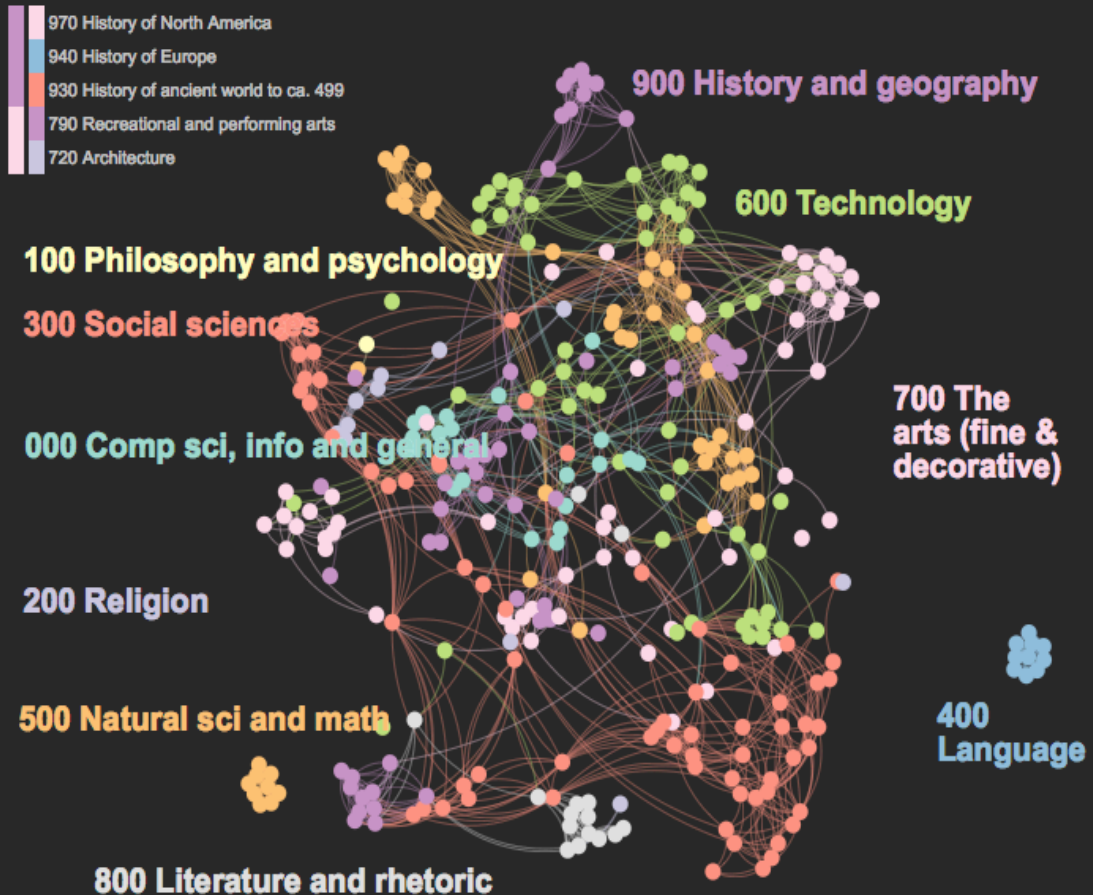 970 History of North America
940 History of Europe
930 History of ancient world to ca. 499
790 Recreational and performing arts
720 Architecture
900 History and geography
600 Technology
100 Philosophy and psychology
300 Social sciences
700 The
arts (fine &
decorative)
000 Comp sci, info and general
200 Religion
500 Natural sci and math
400
Language
800 Literature and rhetoric